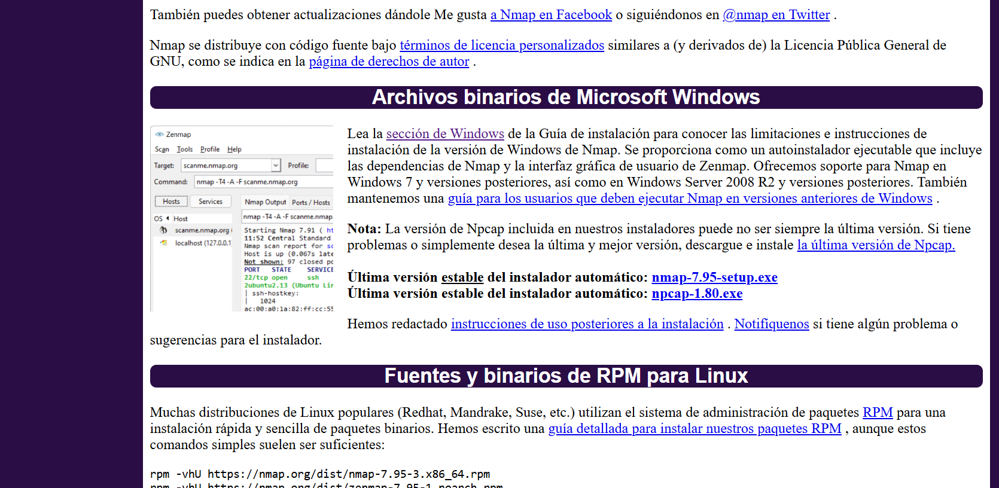 También puedes obtener actualizaciones dándole Me gusta a Nmap en Facebook o siguiéndonos en @nmap en Twitter .
Nmap se distribuye con código fuente bajo términos de licencia personalizados similares a (y derivados de) la Licencia Pública General de
GNU, como se indica en la página de derechos de autor .
Archivos binarios de Microsoft Windows
Zenmap
Scan Tools Profile Help
Target: scanme.nmap.org Profile:
Command: nmap -T4 -A -F scanme.nmap.org
Hosts Services Nmap Output Ports / Hosts
OS Host nmap -T4 -A -F scanme.nmap.
scanme.nmap.org
localhost (127.0.0.1
Starting Nmap 7.91 ( ht
11:52 Central Standard
Nmap scan report for sc
Host is up (0.067s late
Not shown: 97 closed po
PORT STATE SERVICE
22/tcp open ssh
2ubuntu2.13 (Ubuntu Lin
| ssh-hostkey:
| 1024
ac:00:a0:1a:82:ff:cc:55
Lea la sección de Windows de la Guía de instalación para conocer las limitaciones e instrucciones de
instalación de la versión de Windows de Nmap. Se proporciona como un autoinstalador ejecutable que incluye
las dependencias de Nmap y la interfaz gráfica de usuario de Zenmap. Ofrecemos soporte para Nmap en
Windows 7 y versiones posteriores, así como en Windows Server 2008 R2 y versiones posteriores. También
mantenemos una guía para los usuarios que deben ejecutar Nmap en versiones anteriores de Windows .
Nota: La versión de Npcap incluida en nuestros instaladores puede no ser siempre la última versión. Si tiene
problemas o simplemente desea la última y mejor versión, descargue e instale la última versión de Npcap.
Última versión estable del instalador automático: nmap-7.95-setup.exe
Última versión estable del instalador automático: npcap-1.80.exe
Hemos redactado instrucciones de uso posteriores a la instalación . Notifíquenos si tiene algún problema o
sugerencias para el instalador.
Fuentes y binarios de RPM para Linux
Muchas distribuciones de Linux populares (Redhat, Mandrake, Suse, etc.) utilizan el sistema de administración de paquetes RPM para una
instalación rápida y sencilla de paquetes binarios. Hemos escrito una guía detallada para instalar nuestros paquetes RPM , aunque estos
comandos simples suelen ser suficientes:
rpm -vhU https://nmap.org/dist/nmap-7.95-3.x86_64.rpm
rpm -vhU https://nmap.org/dist/zenmap-7.95-1.noarch.rpm